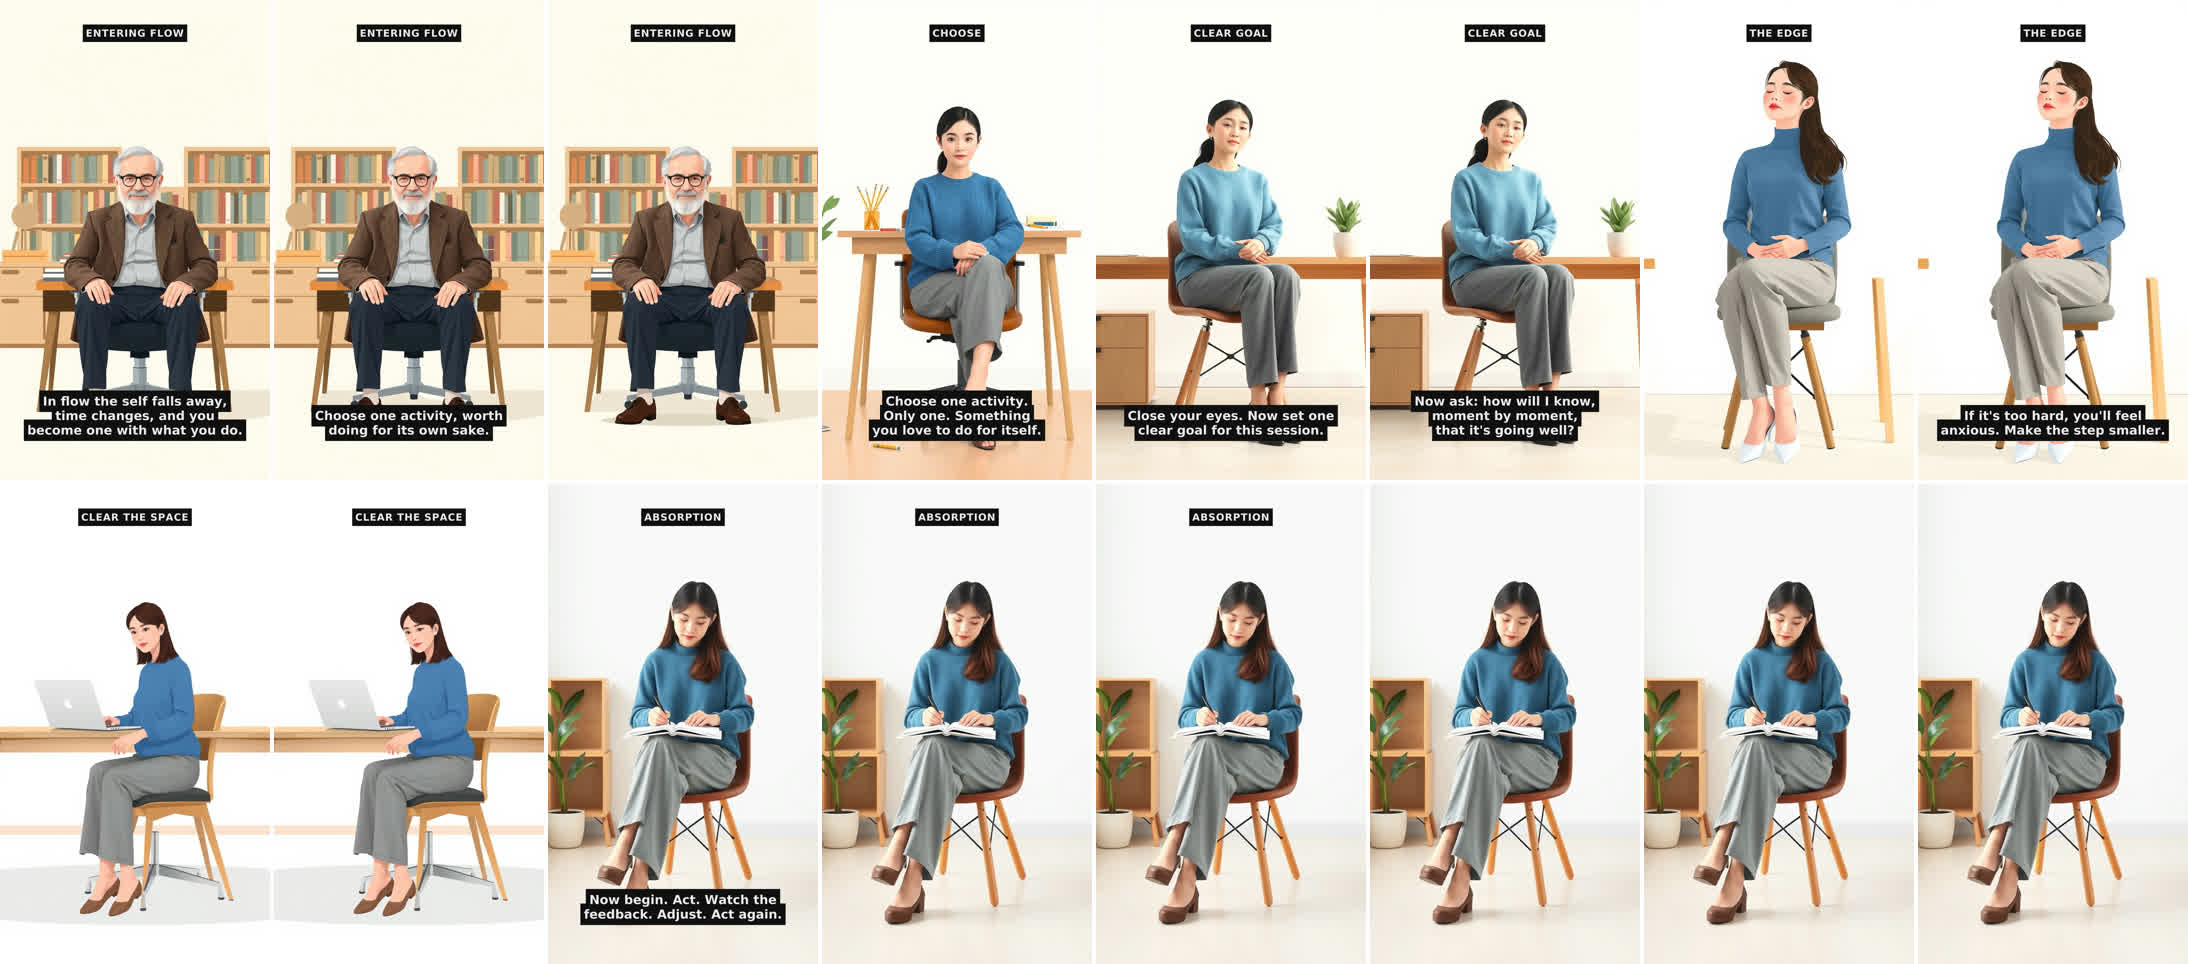 ENTERING FLOW
In flow the self falls away,
time changes, and you
become one with what you do.
ENTERING FLOW
Choose one activity, worth
doing for its own sake.
ENTERING FLOW
CHOOSE
Choose one activity.
Only one. Something
you love to do for itself.
CLEAR GOAL
Close your eyes. Now set one
clear goal for this session.
CLEAR GOAL
Now ask: how will I know,
moment by moment,
that it's going well?
THE EDGE
THE EDGE
If it's too hard, you'll feel
anxious. Make the step smaller.
CLEAR THE SPACE
CLEAR THE SPACE
ABSORPTION
Now begin. Act. Watch the
feedback. Adjust. Act again.
ABSORPTION
ABSORPTION